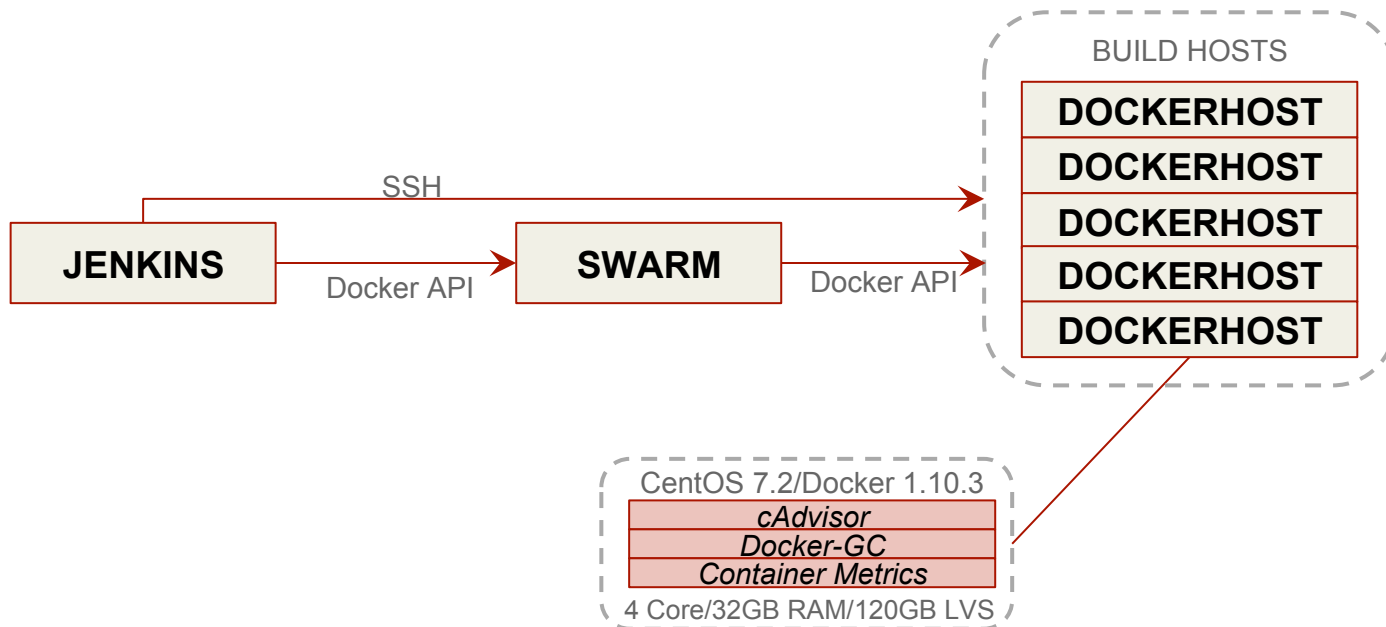 BUILD HOSTS
DOCKERHOST
DOCKERHOST
DOCKERHOST
DOCKERHOST
DOCKERHOST
SSH
JENKINS
Docker API
SWARM
Docker API
CentOS 7.2/Docker 1.10.3
cAdvisor
Docker-GC
Container Metrics
4 Core/32GB RAM/120GB LVS